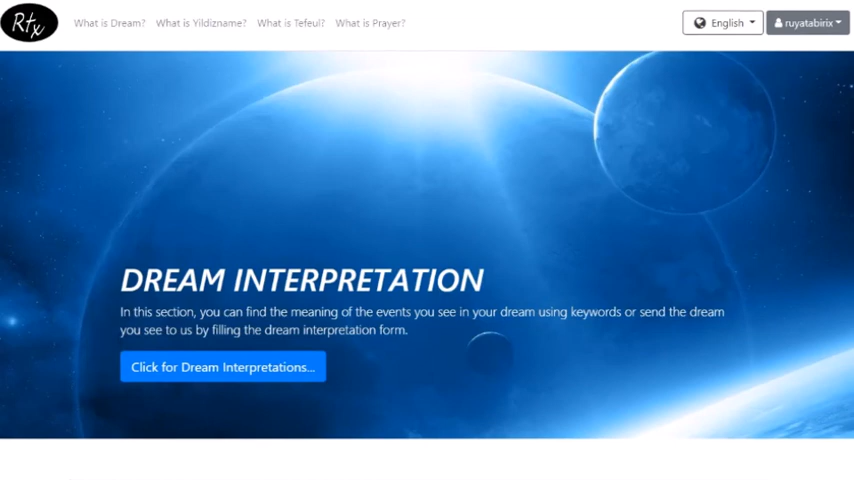 Rtx
What is Dream? What is Yildizname? What is Tefeul? What is Prayer?
English
ruyatabirix
DREAM INTERPRETATION
In this section, you can find the meaning of the events you see in your dream using keywords or send the dream
you see to us by filling the dream interpretation form.
Click for Dream Interpretations...